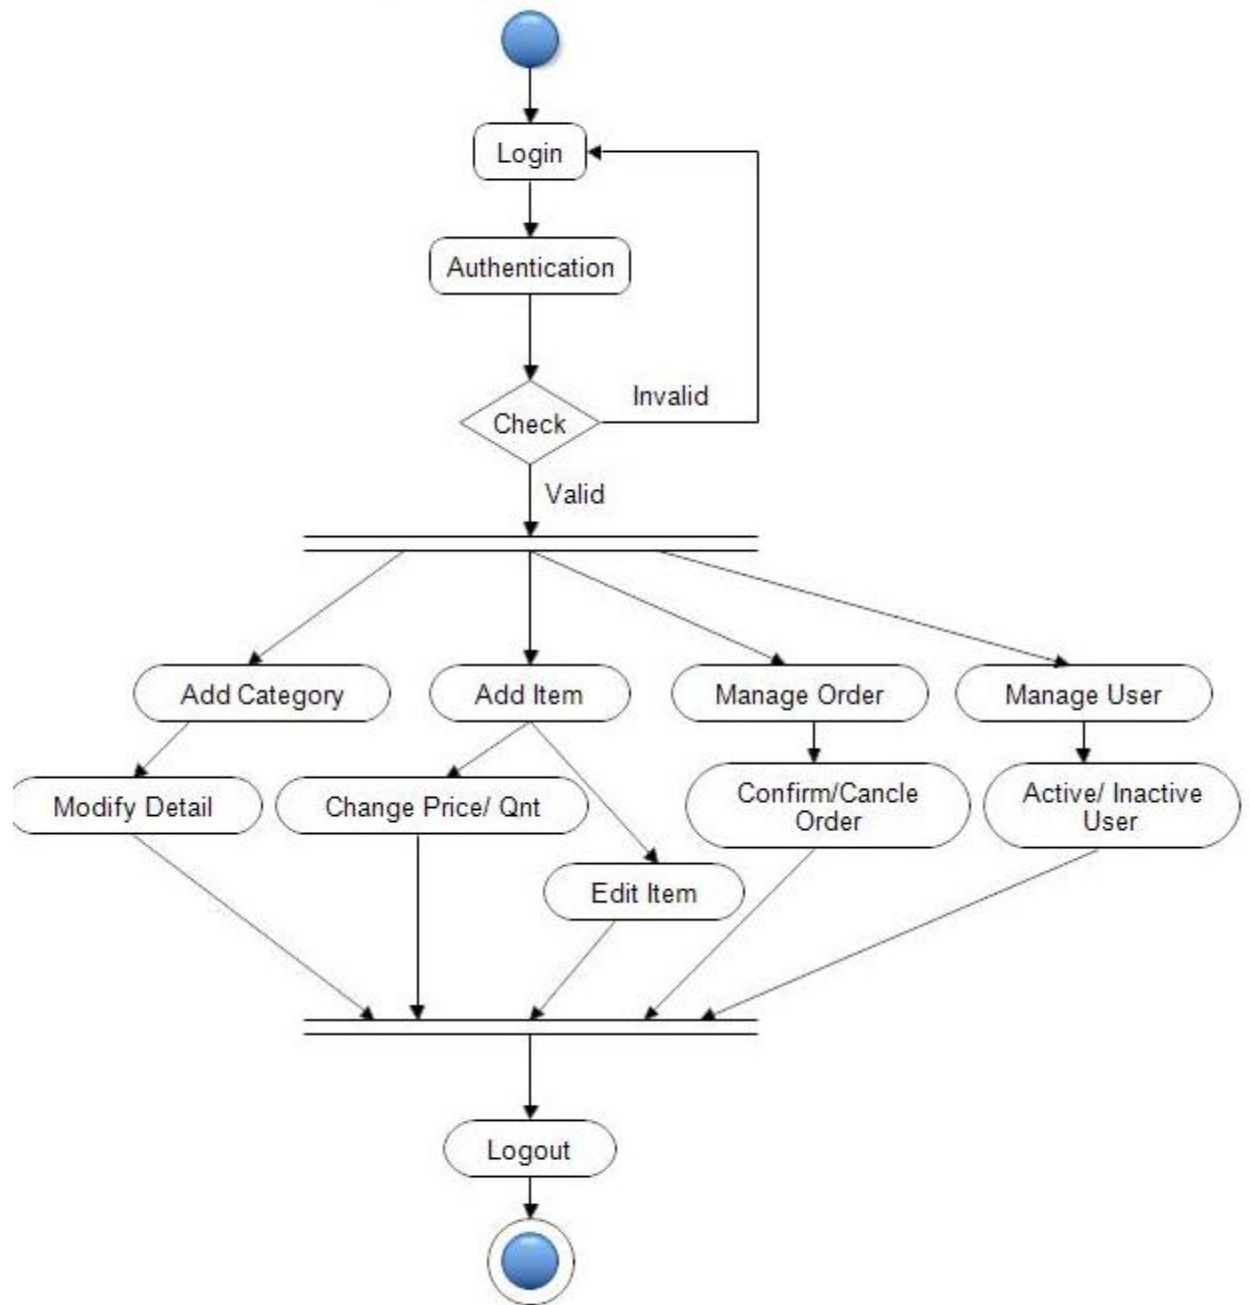 Login
Authentication
Check
Invalid
Valid
Add Category
Add Item
Manage Order
Manage User
Modify Detail
Change Price/ Qnt
Confirm/Cancle
Order
Active/ Inactive
User
Edit Item
Logout